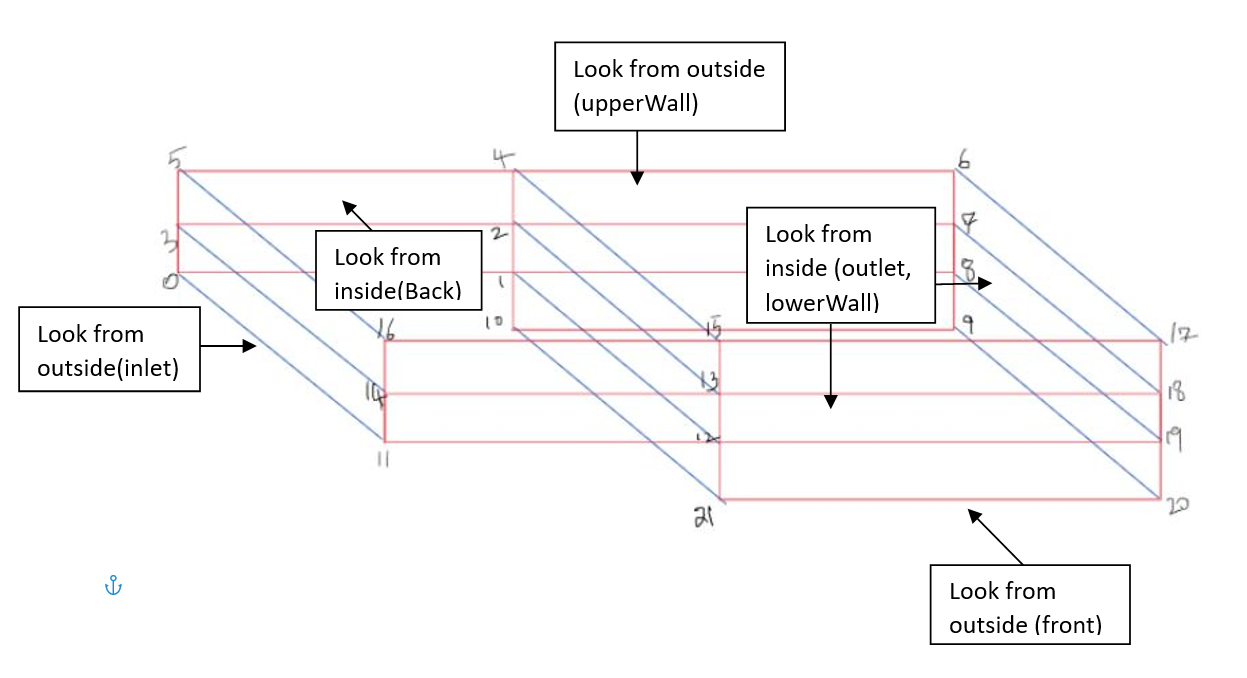 Look from outside
(upperWall)
5
4
6
Look from
inside (outlet,
lowerWall)
7
3
2
Look from
inside(Back)
8
0
1
Look from
outside(inlet)
10
9
16
15
17
14
13
18
12
19
11
21
20
Look from
outside (front)